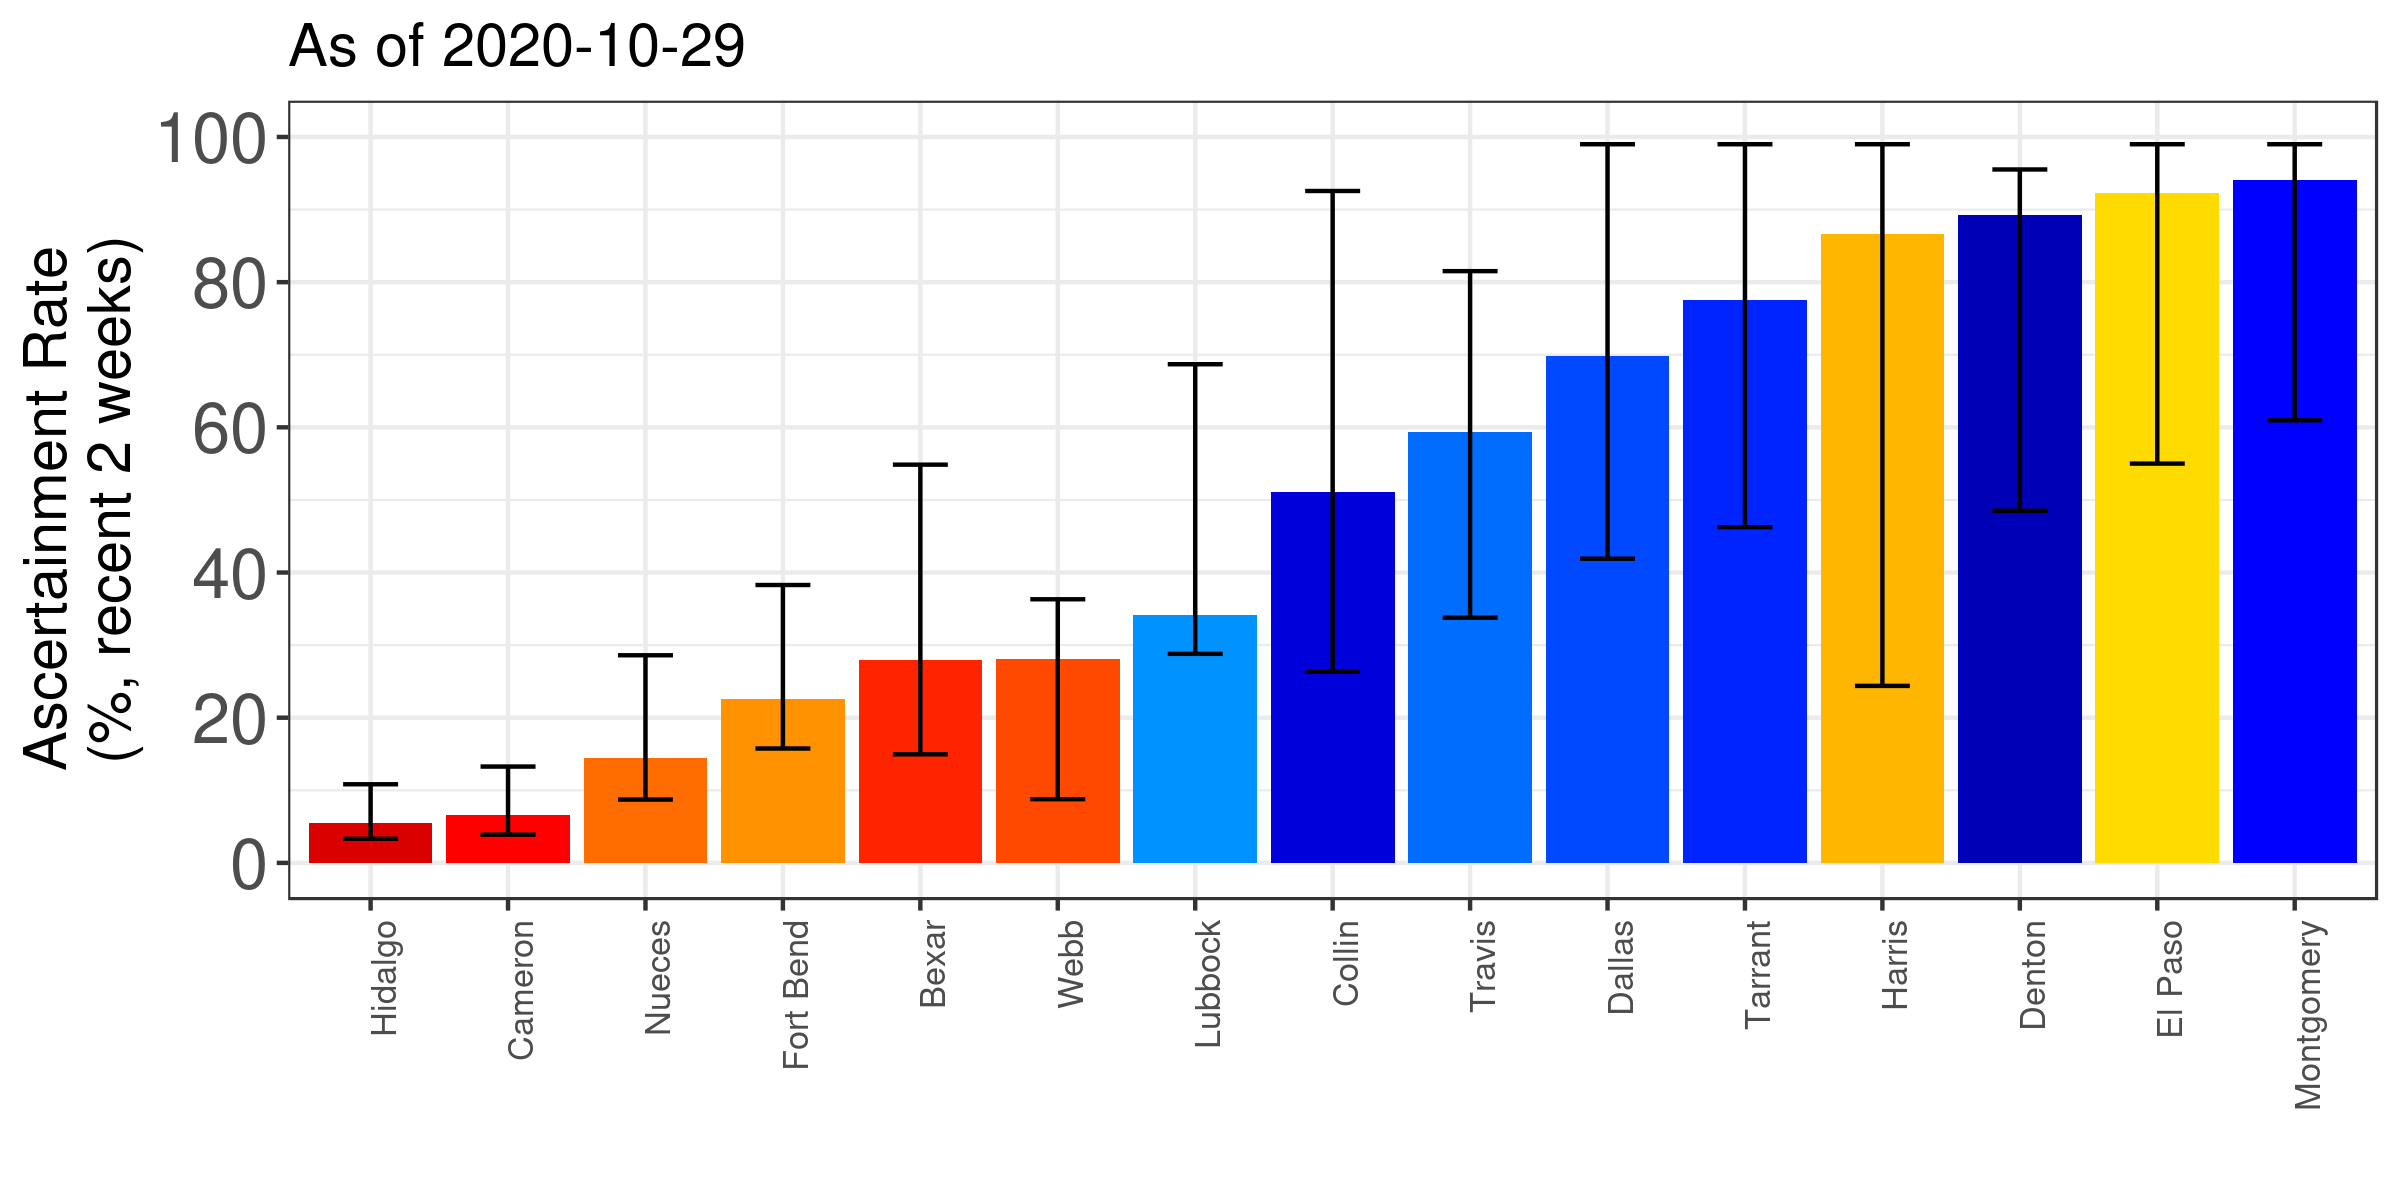 As of 2020-10-29
Ascertainment Rate
(%, recent 2 weeks)
100
80
60
40
20
0
Hidalgo
Cameron
Nueces
Fort Bend
Bexar
Webb
Lubbock
Collin
Travis
Dallas
Tarrant
Harris
Denton
El Paso
Montgomery